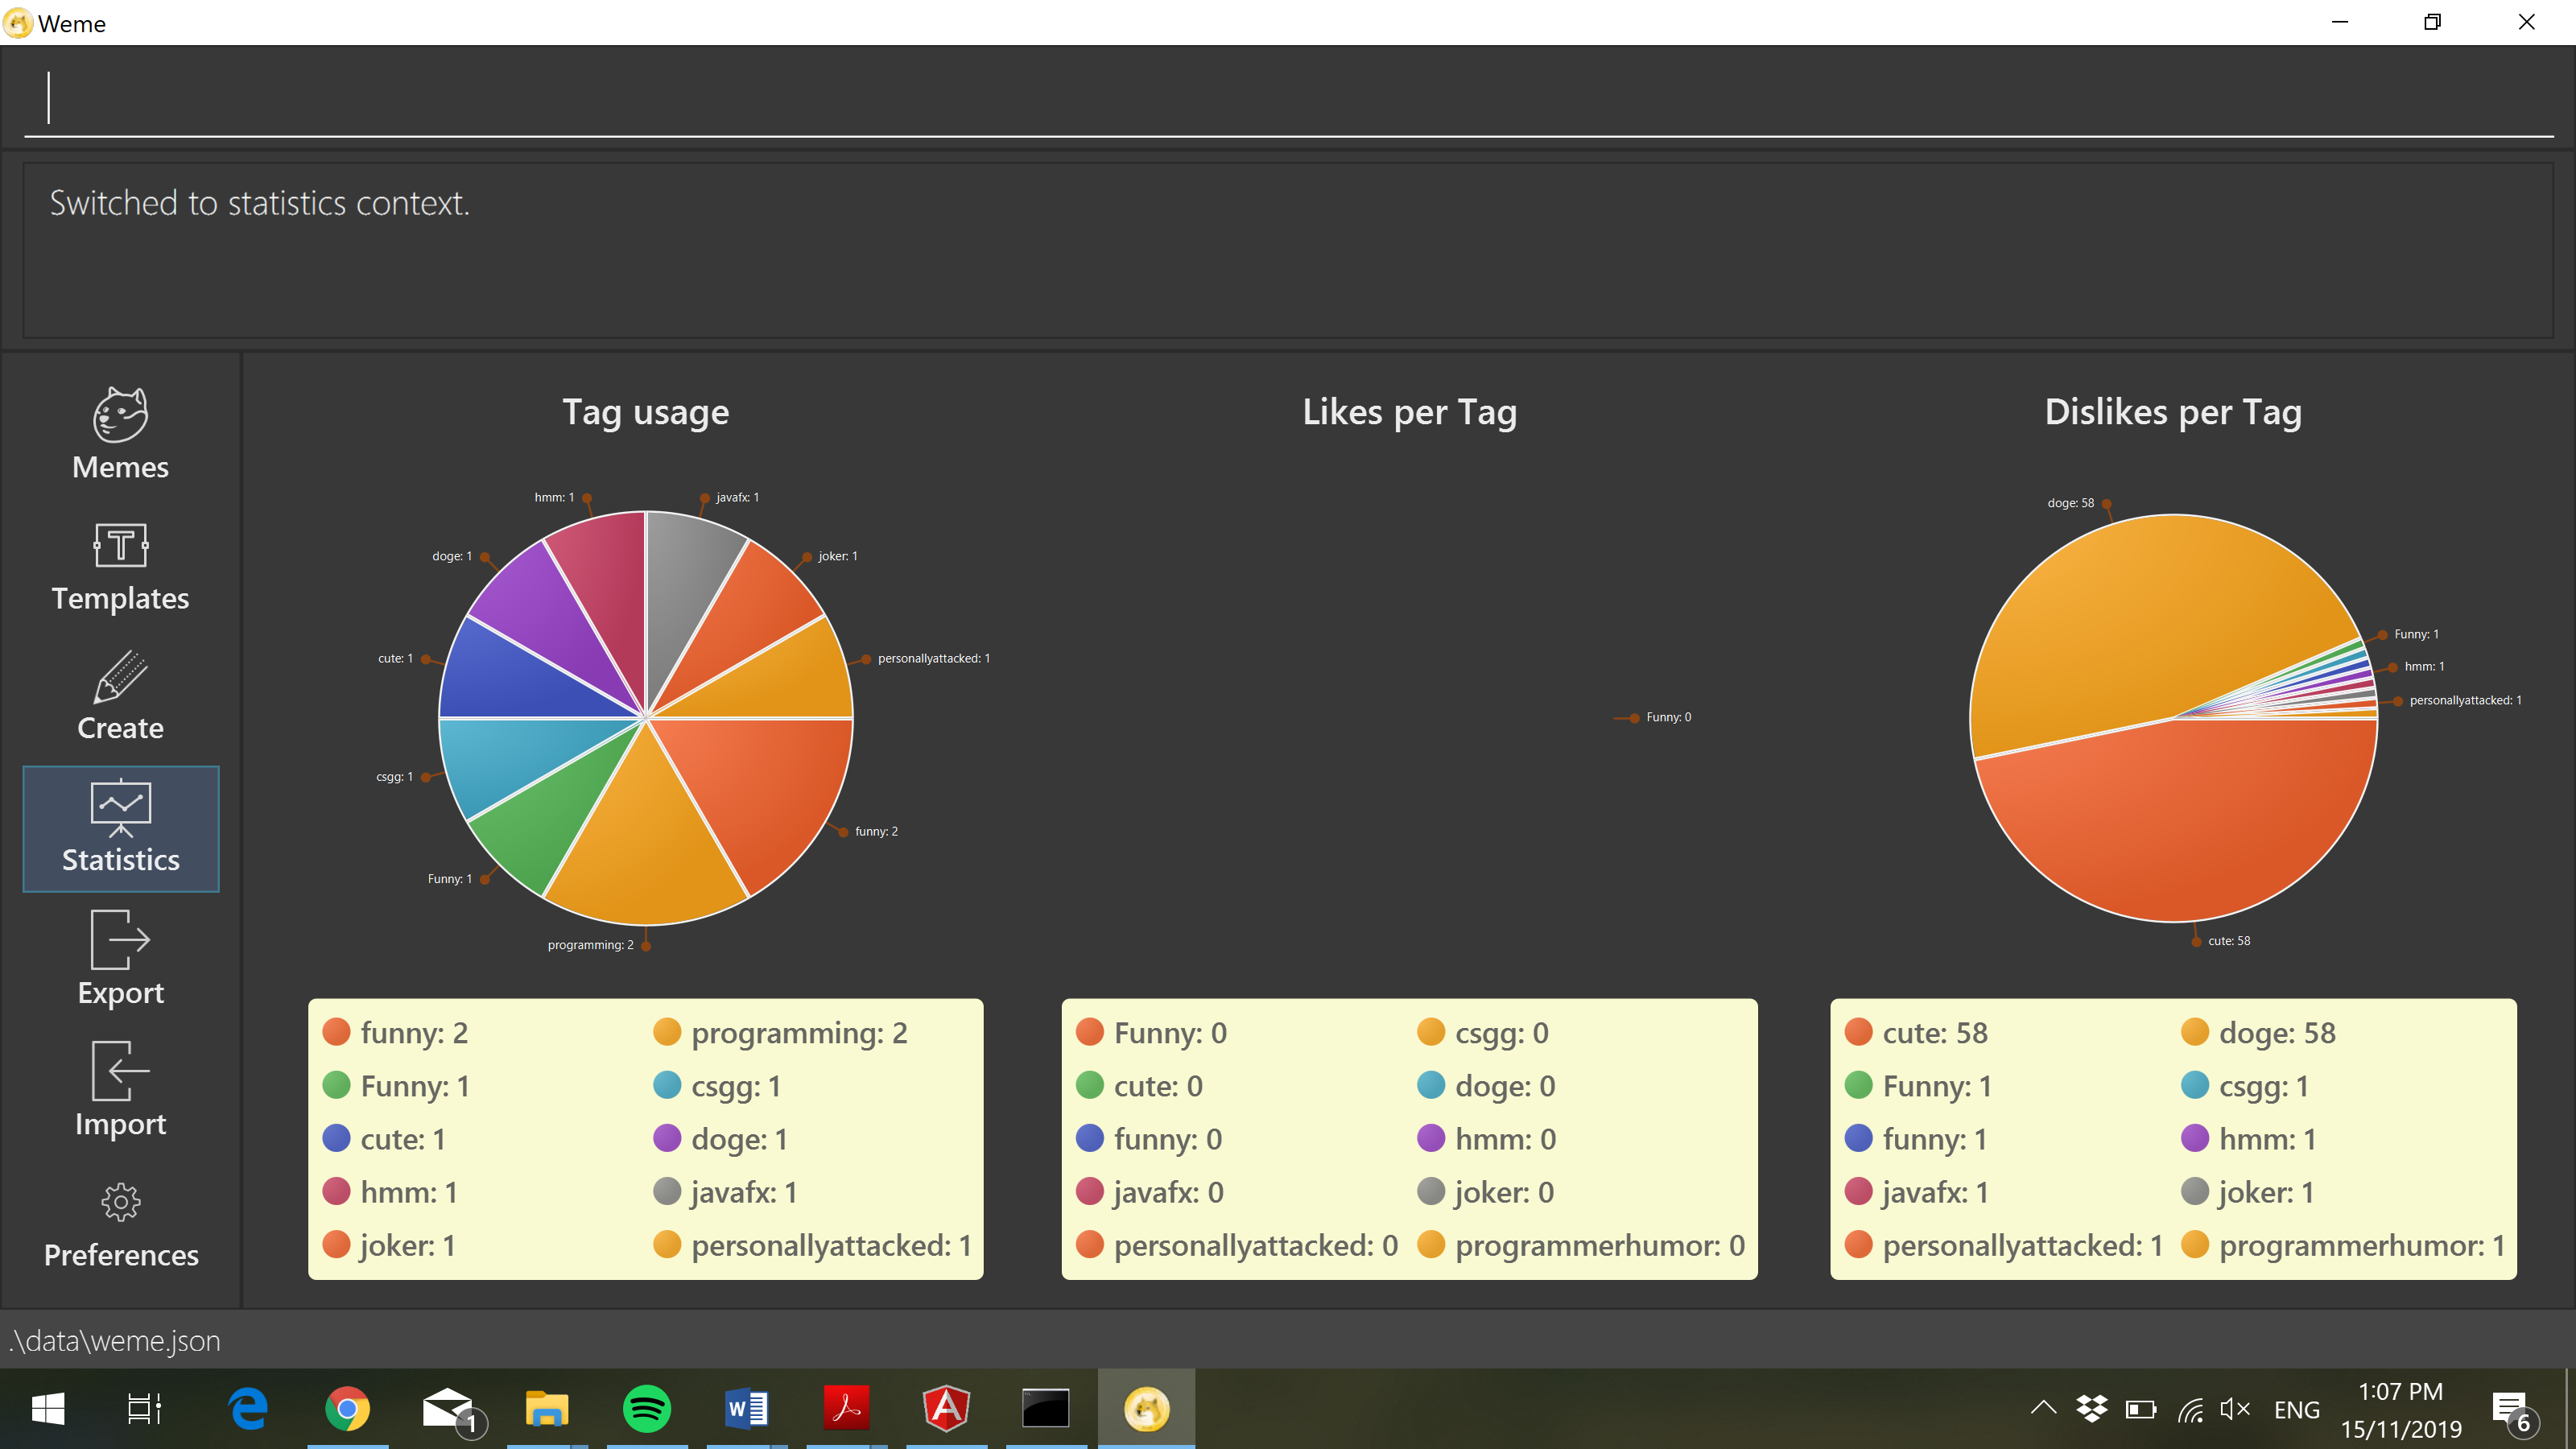 Weme
Switched to statistics context.
Memes
Templates
Create
Statistics
Export
Import
Preferences
Tag usage
hmm: 1
javafx: 1
doge: 1
joker: 1
cute: 1
personallyattacked: 1
csgg: 1
funny: 2
Funny: 1
programming: 2
funny: 2
programming: 2
Funny: 1
csgg: 1
cute: 1
doge: 1
hmm: 1
javafx: 1
joker: 1
personallyattacked: 1
Likes per Tag
Funny: 0
Funny: 0
csgg: 0
cute: 0
doge: 0
funny: 0
hmm: 0
javafx: 0
joker: 0
personallyattacked: 0
programmerhumor: 0
Dislikes per Tag
doge: 58
Funny: 1
hmm: 1
personallyattacked: 1
cute: 58
cute: 58
doge: 58
Funny: 1
csgg: 1
funny: 1
hmm: 1
javafx: 1
joker: 1
personallyattacked: 1
programmerhumor: 1
.\data\weme.json
1
ENG
1:07 PM
15/11/2019
6